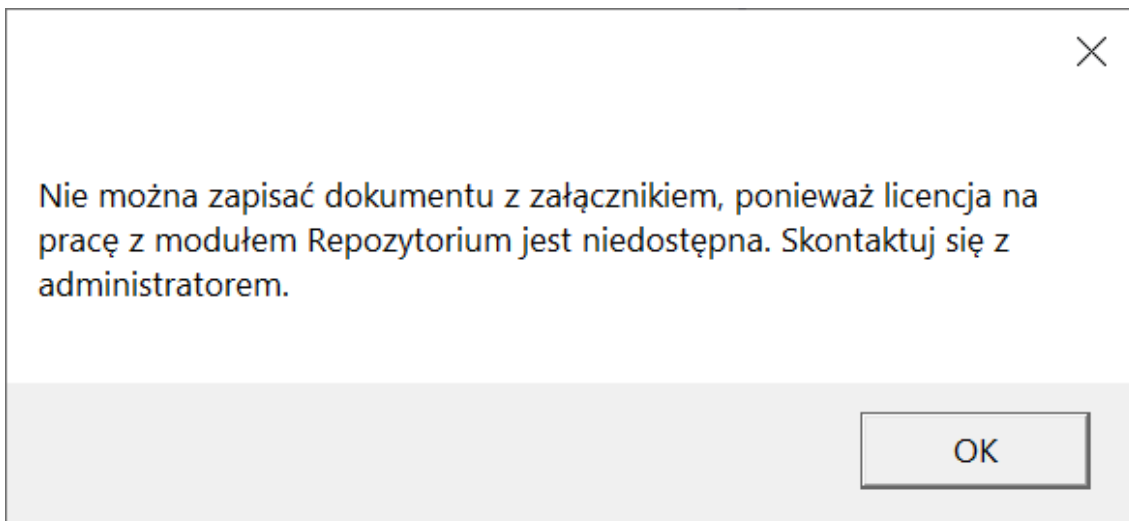 Nie można zapisać dokumentu z załącznikiem, ponieważ licencja na
pracę z modułem Repozytorium jest niedostępna. Skontaktuj się z
administratorem.
OK